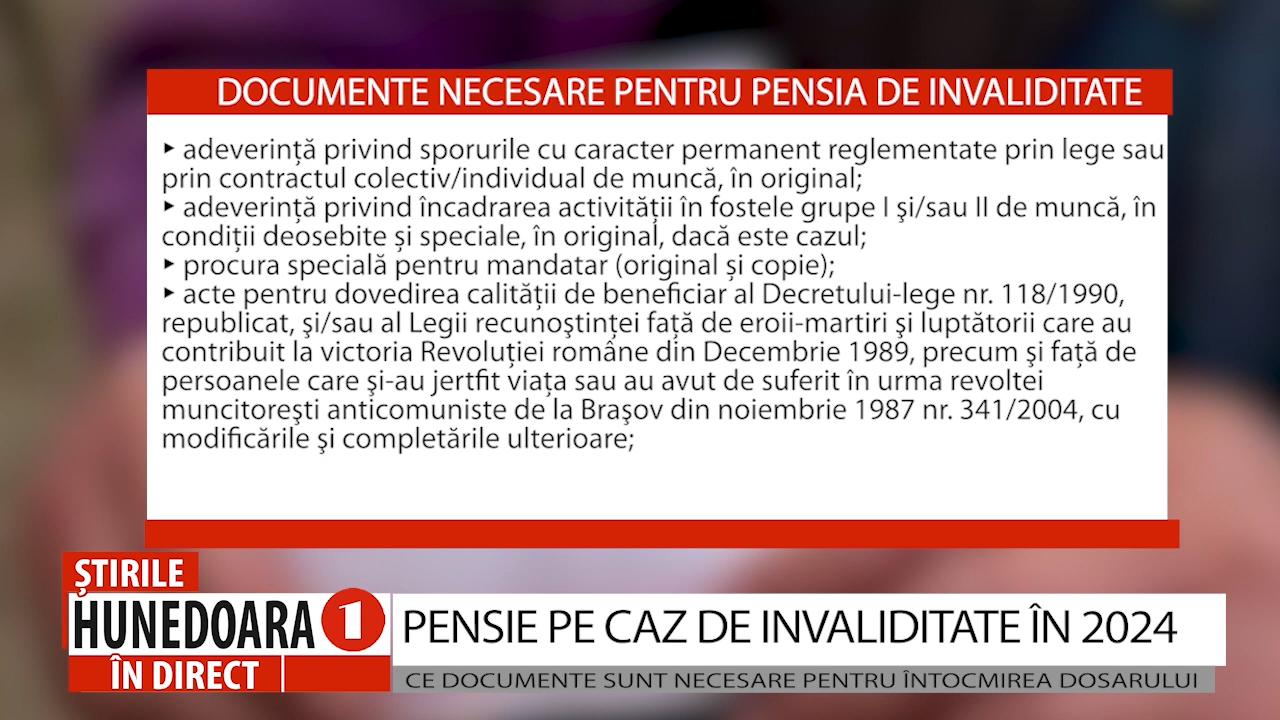 DOCUMENTE NECESARE PENTRU PENSIA DE INVALIDITATE
‣ adeverință privind sporurile cu caracter permanent reglementate prin lege sau
prin contractul colectiv/individual de muncă, în original;
‣ adeverință privind încadrarea activității în fostele grupe I şi/sau II de muncă, în
condiții deosebite și speciale, în original, dacă este cazul;
‣ procura specială pentru mandatar (original și copie);
‣ acte pentru dovedirea calității de beneficiar al Decretului-lege nr. 118/1990,
republicat, şi/sau al Legii recunoştinței față de eroii-martiri şi luptătorii care au
contribuit la victoria Revoluției române din Decembrie 1989, precum şi față de
persoanele care şi-au jertfit viața sau au avut de suferit în urma revoltei
muncitoreşti anticomuniste de la Braşov din noiembrie 1987 nr. 341/2004, cu
modificările şi completările ulterioare;
ȘTIRILE
HUNEDOARA 1
ÎN DIRECT
PENSIE PE CAZ DE INVALIDITATE ÎN 2024
CE DOCUMENTE SUNT NECESARE PENTRU ÎNTOCMIREA DOSARULUI